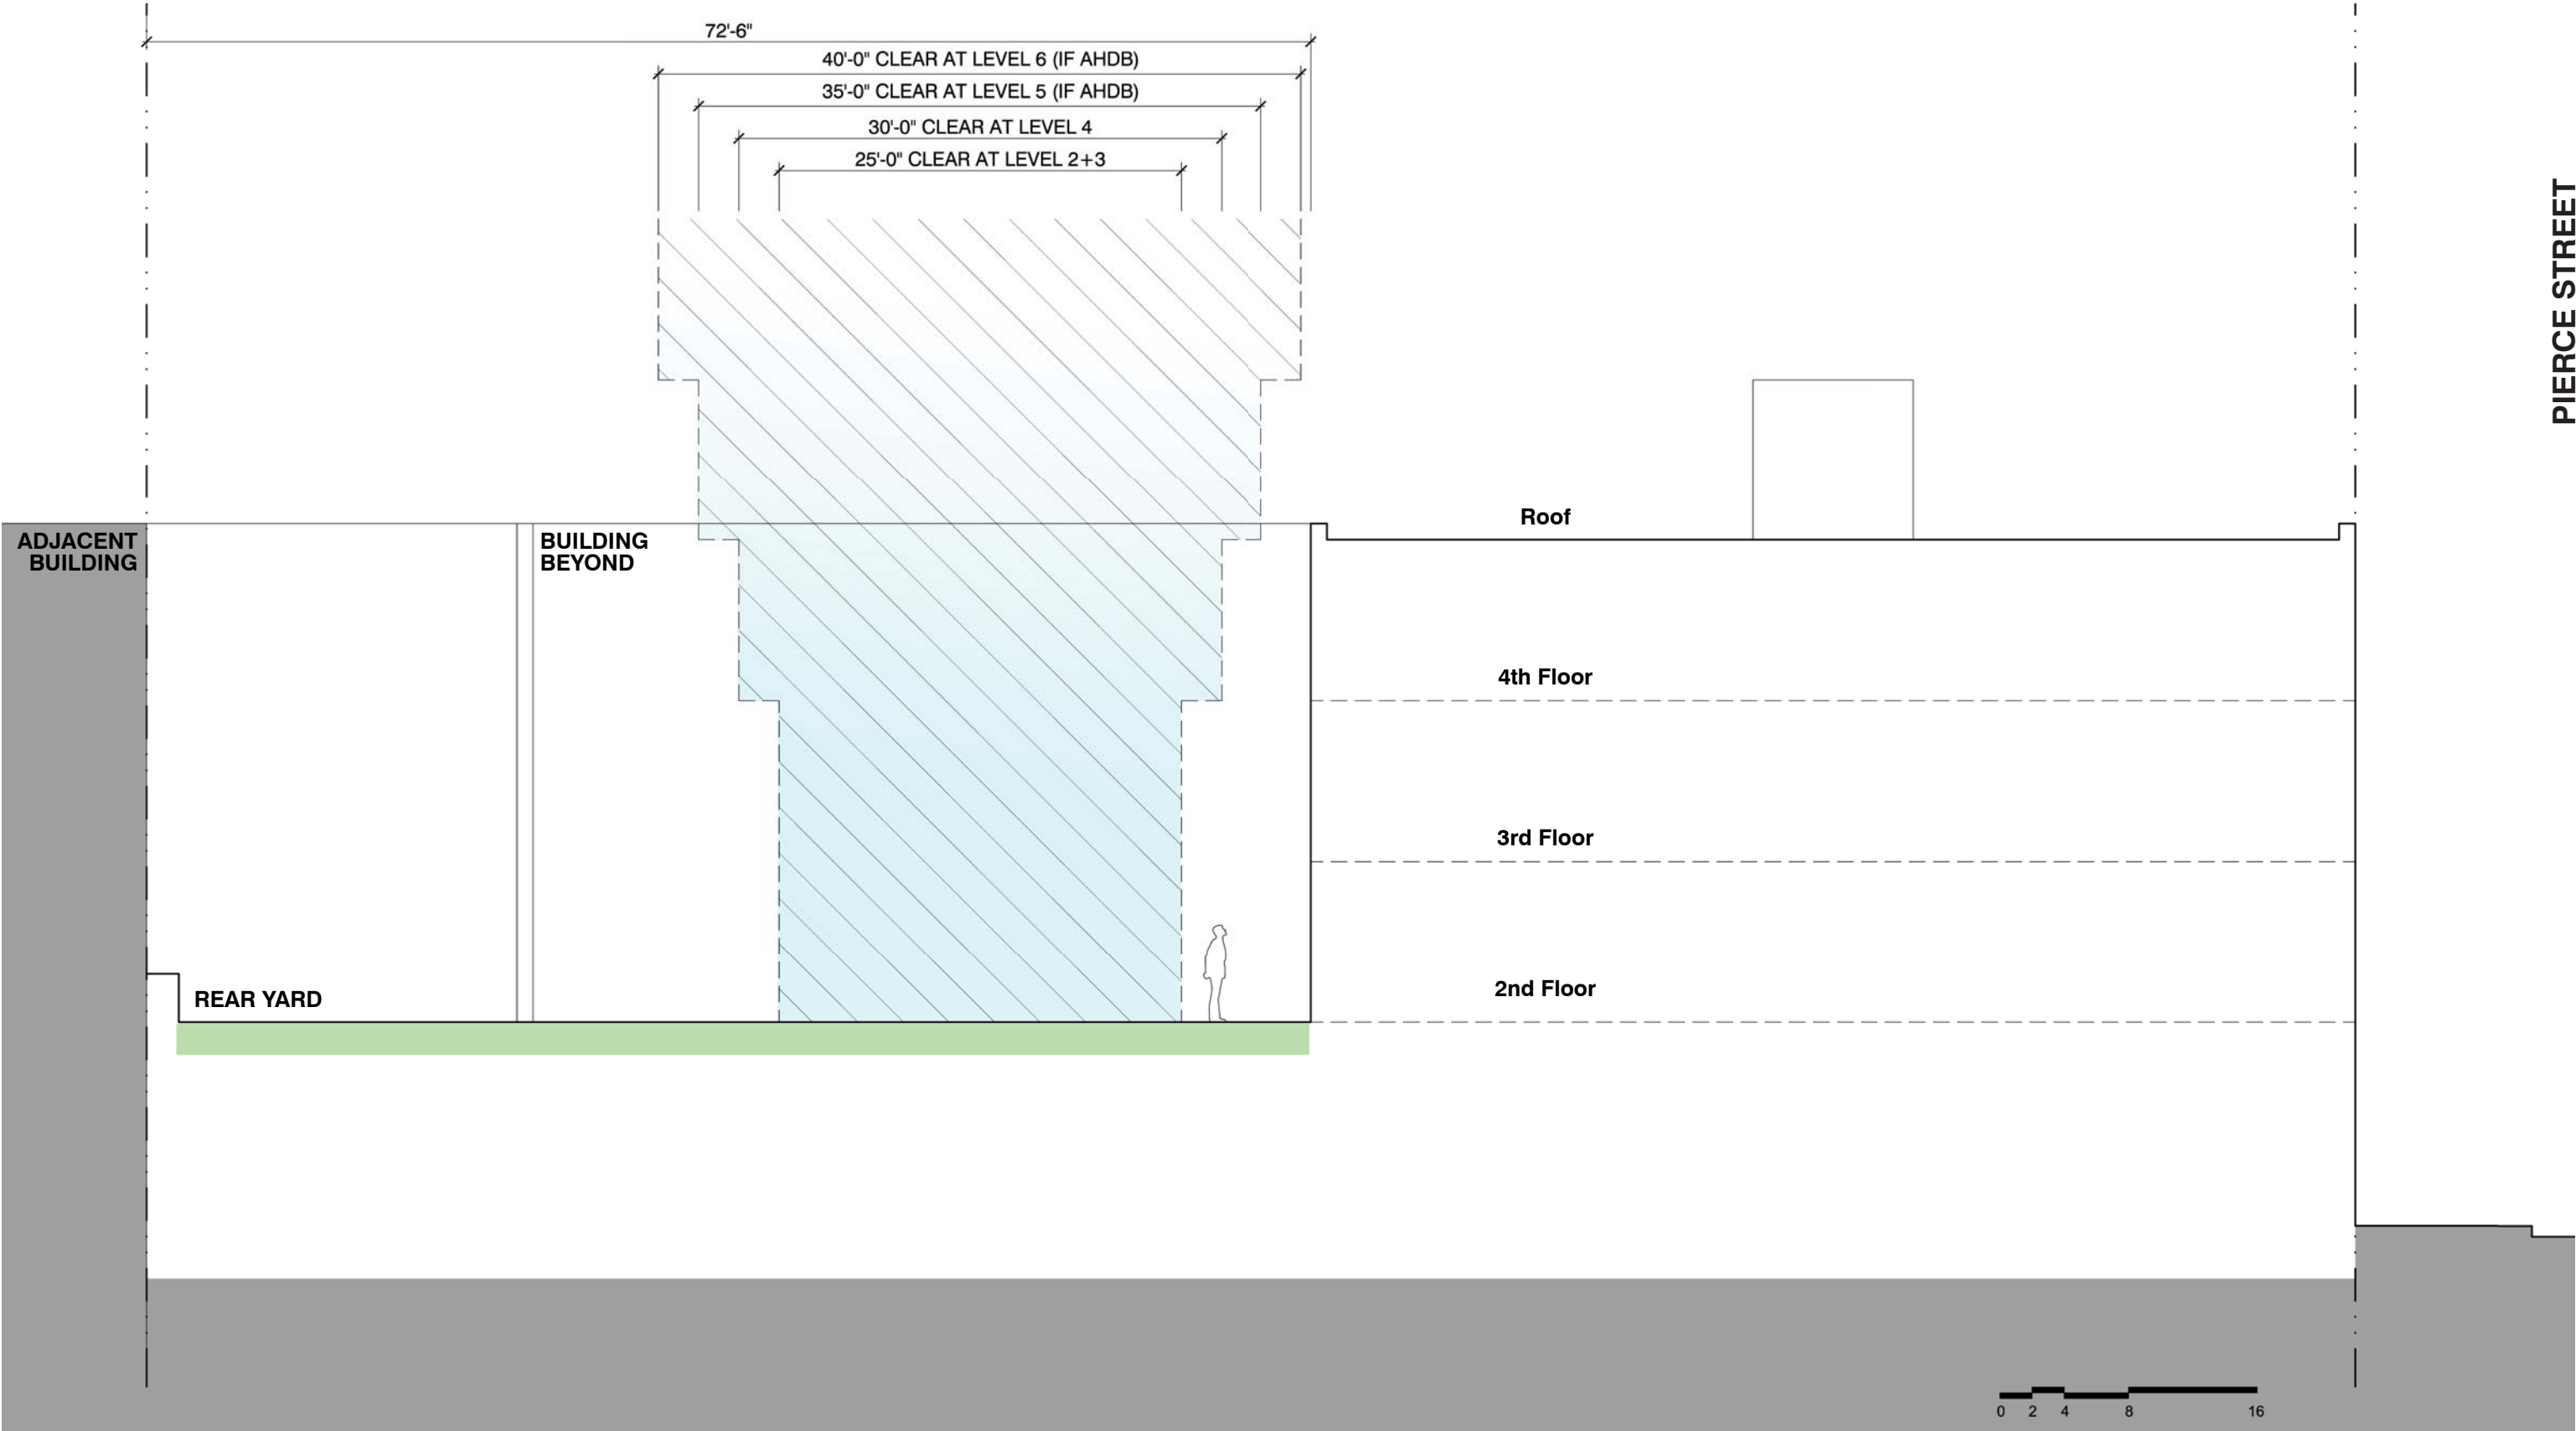 72'-6"
40'-0" CLEAR AT LEVEL 6 (IF AHDB)
35'-0" CLEAR AT LEVEL 5 (IF AHDB)
30'-0" CLEAR AT LEVEL 4
25'-0" CLEAR AT LEVEL 2+3
PIERCE STREET
Roof
ADJACENT
BUILDING
BUILDING
BEYOND
4th Floor
3rd Floor
2nd Floor
REAR YARD
0 2 4 8 16